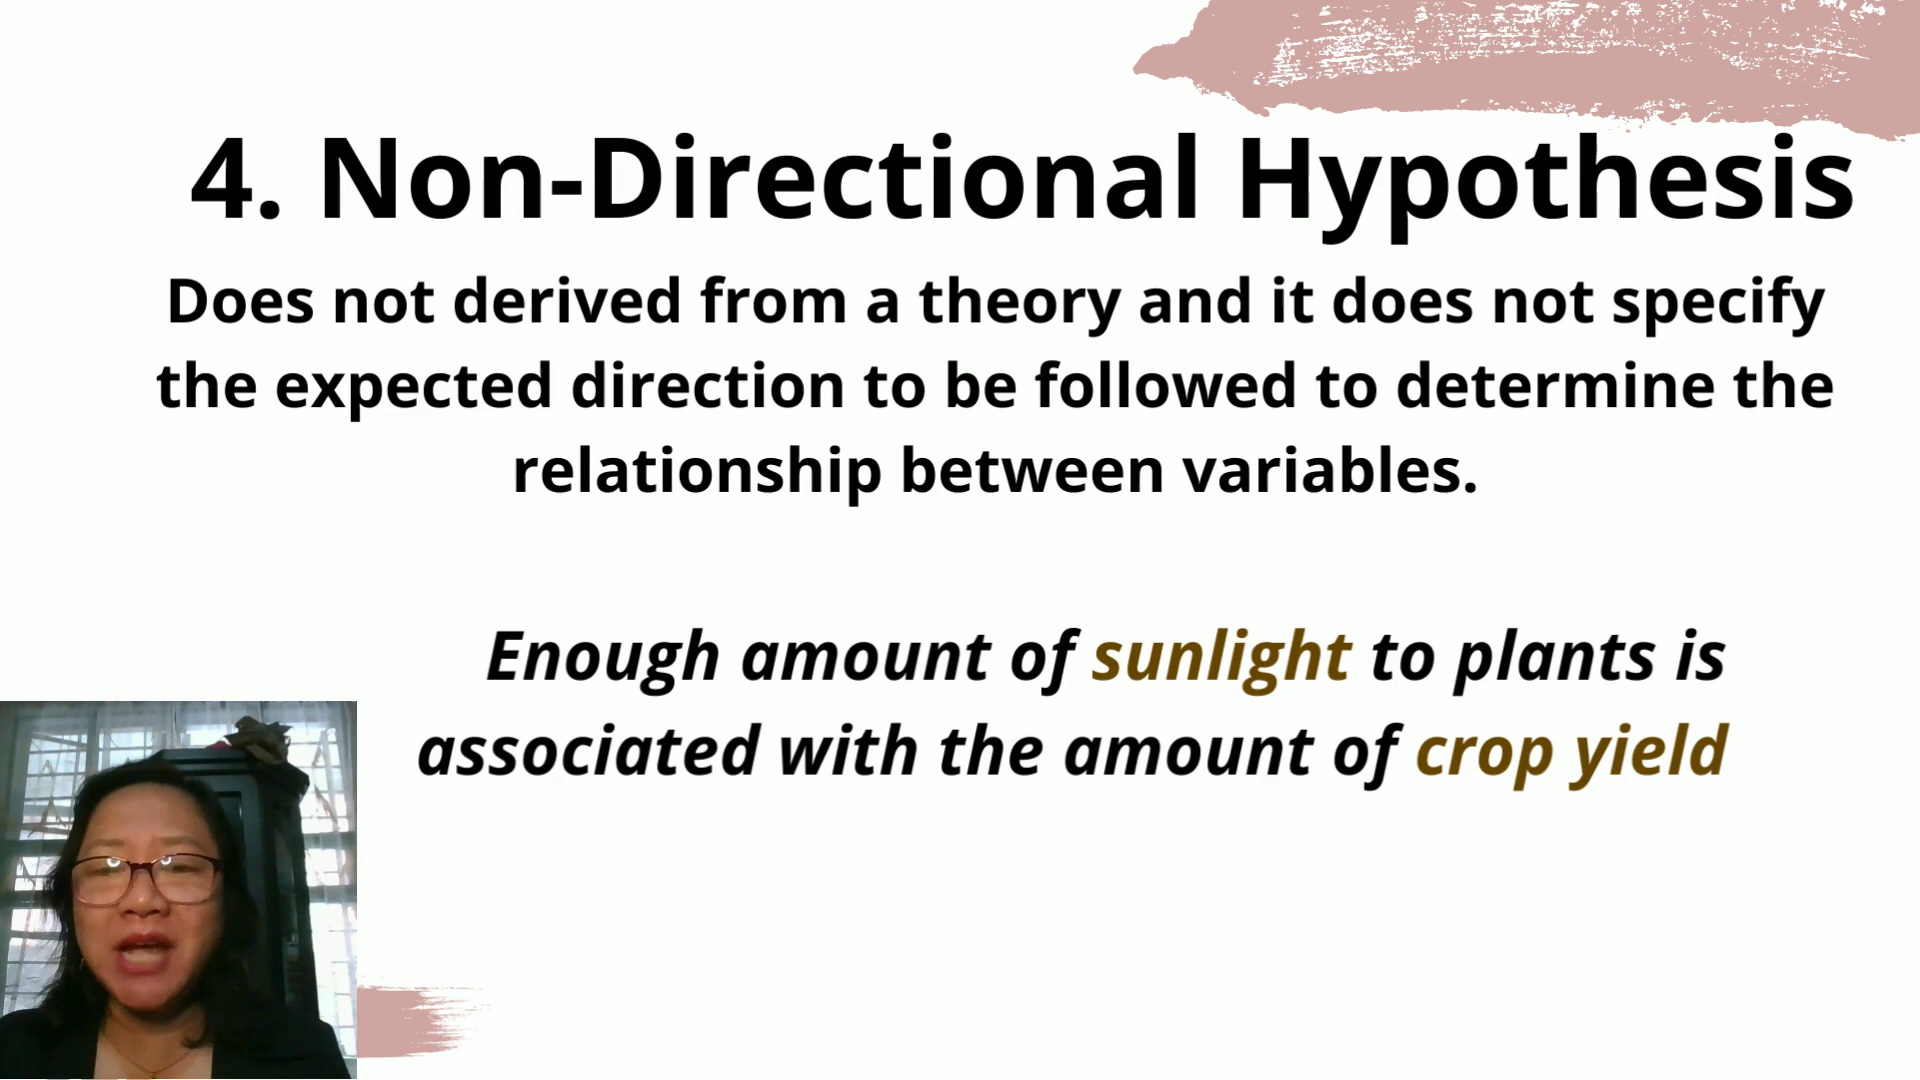 4. Non-Directional Hypothesis
Does not derived from a theory and it does not specify
the expected direction to be followed to determine the
relationship between variables.
Enough amount of sunlight to plants is
associated with the amount of crop yield